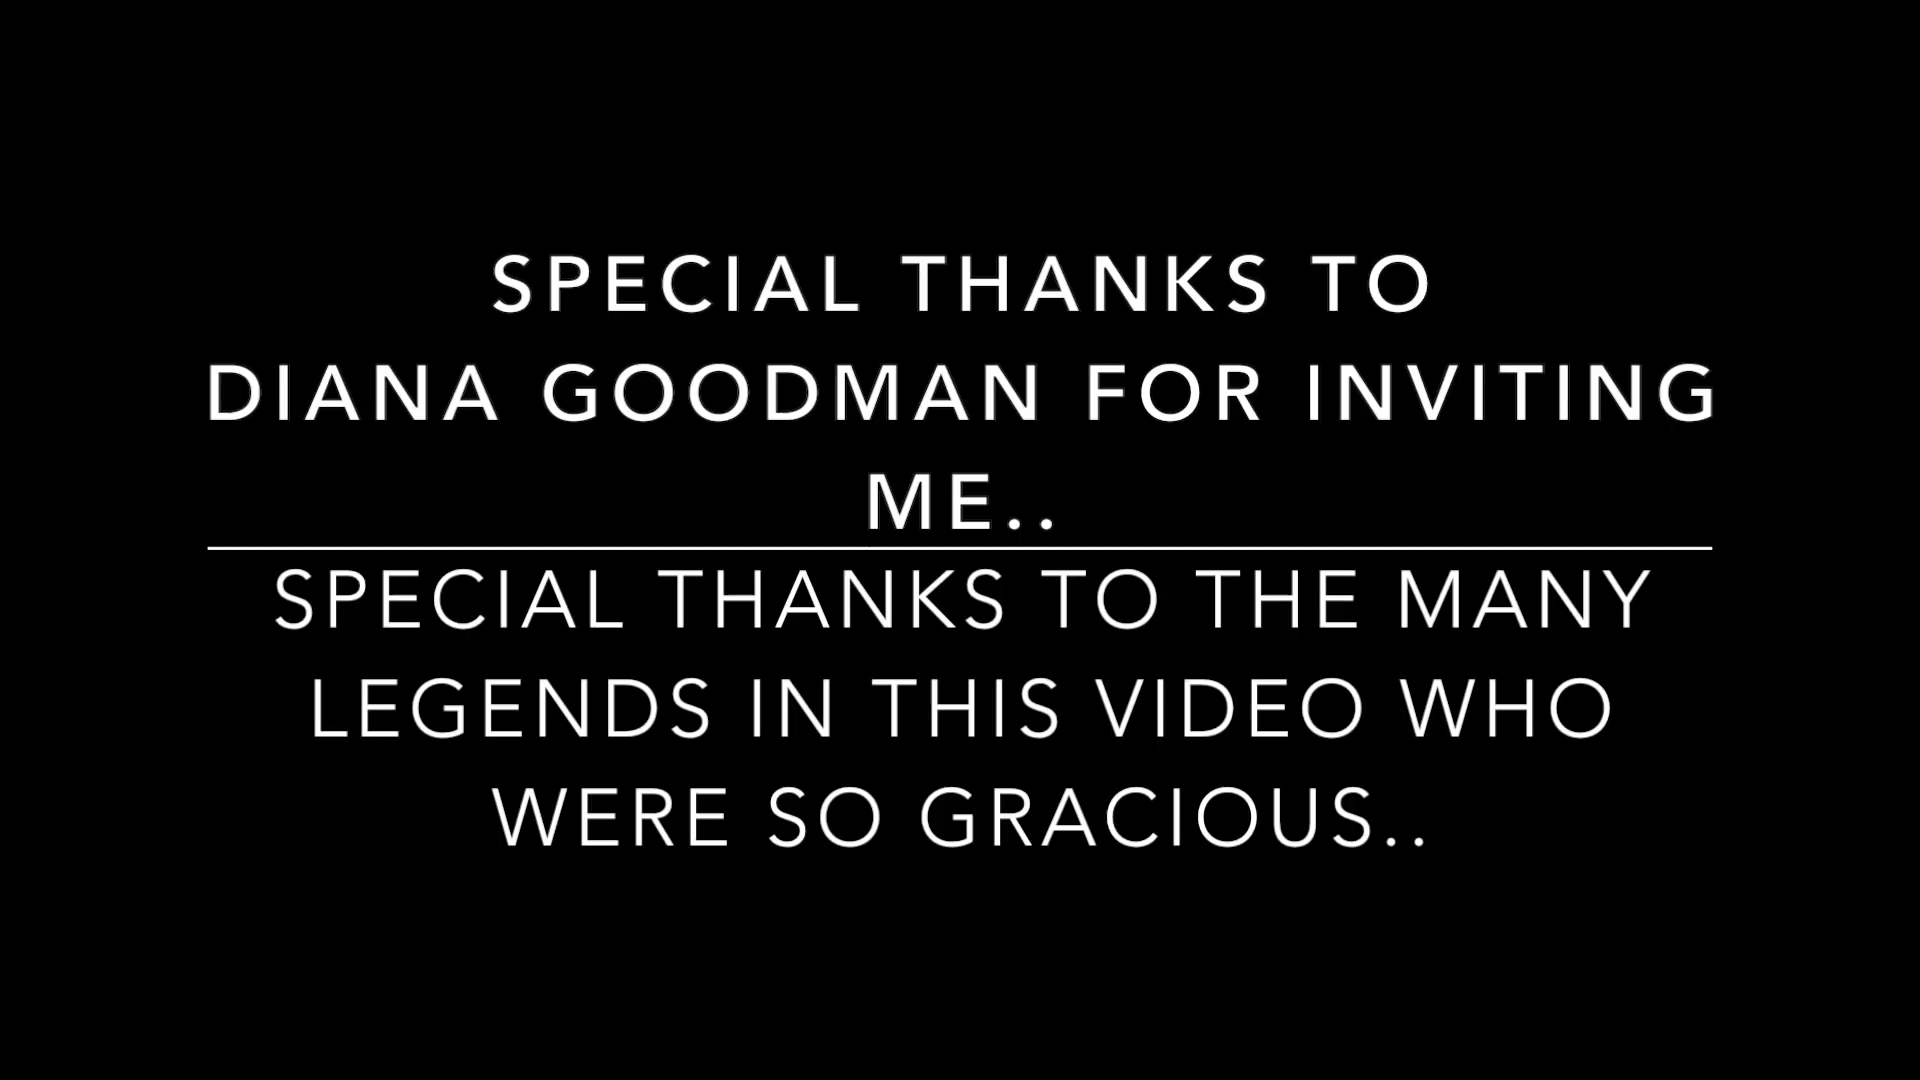 SPECIAL THANKS TO
DIANA GOODMAN FOR INVITING
ME..
SPECIAL THANKS TO THE MANY
LEGENDS IN THIS VIDEO WHO
WERE SO GRACIOUS..